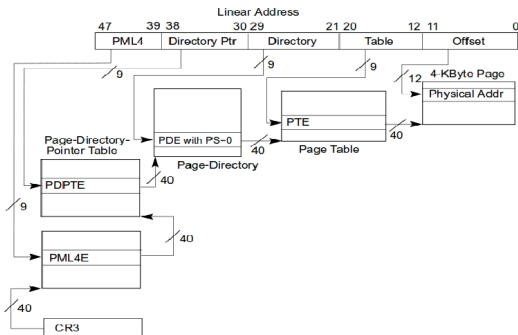 Linear Address
47 39 38 30 29 21 20 12 11 0
PML4 Directory Ptr Directory Table Offset
9 9 9 12 4-KByte Page
Physical Addr
PTE
PDE with PS=0 40 40
Page-Directory-
Pointer Table
Page-Directory
Page Table
PDPTE 40
9
40
PML4E
40
CR3